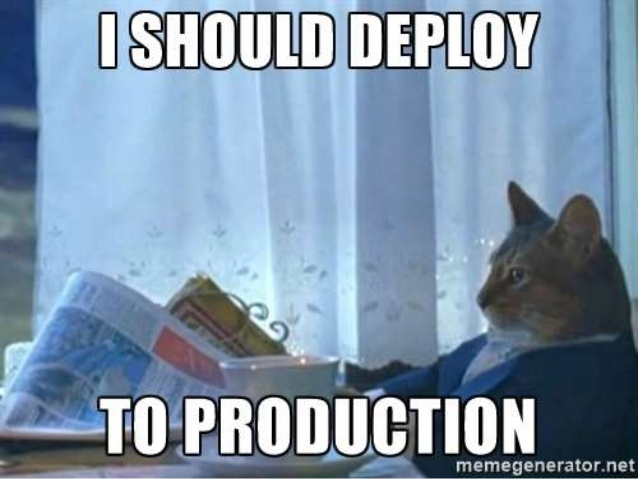 I SHOULD DEPLOY
TO PRODUCTION
memegenerator.net